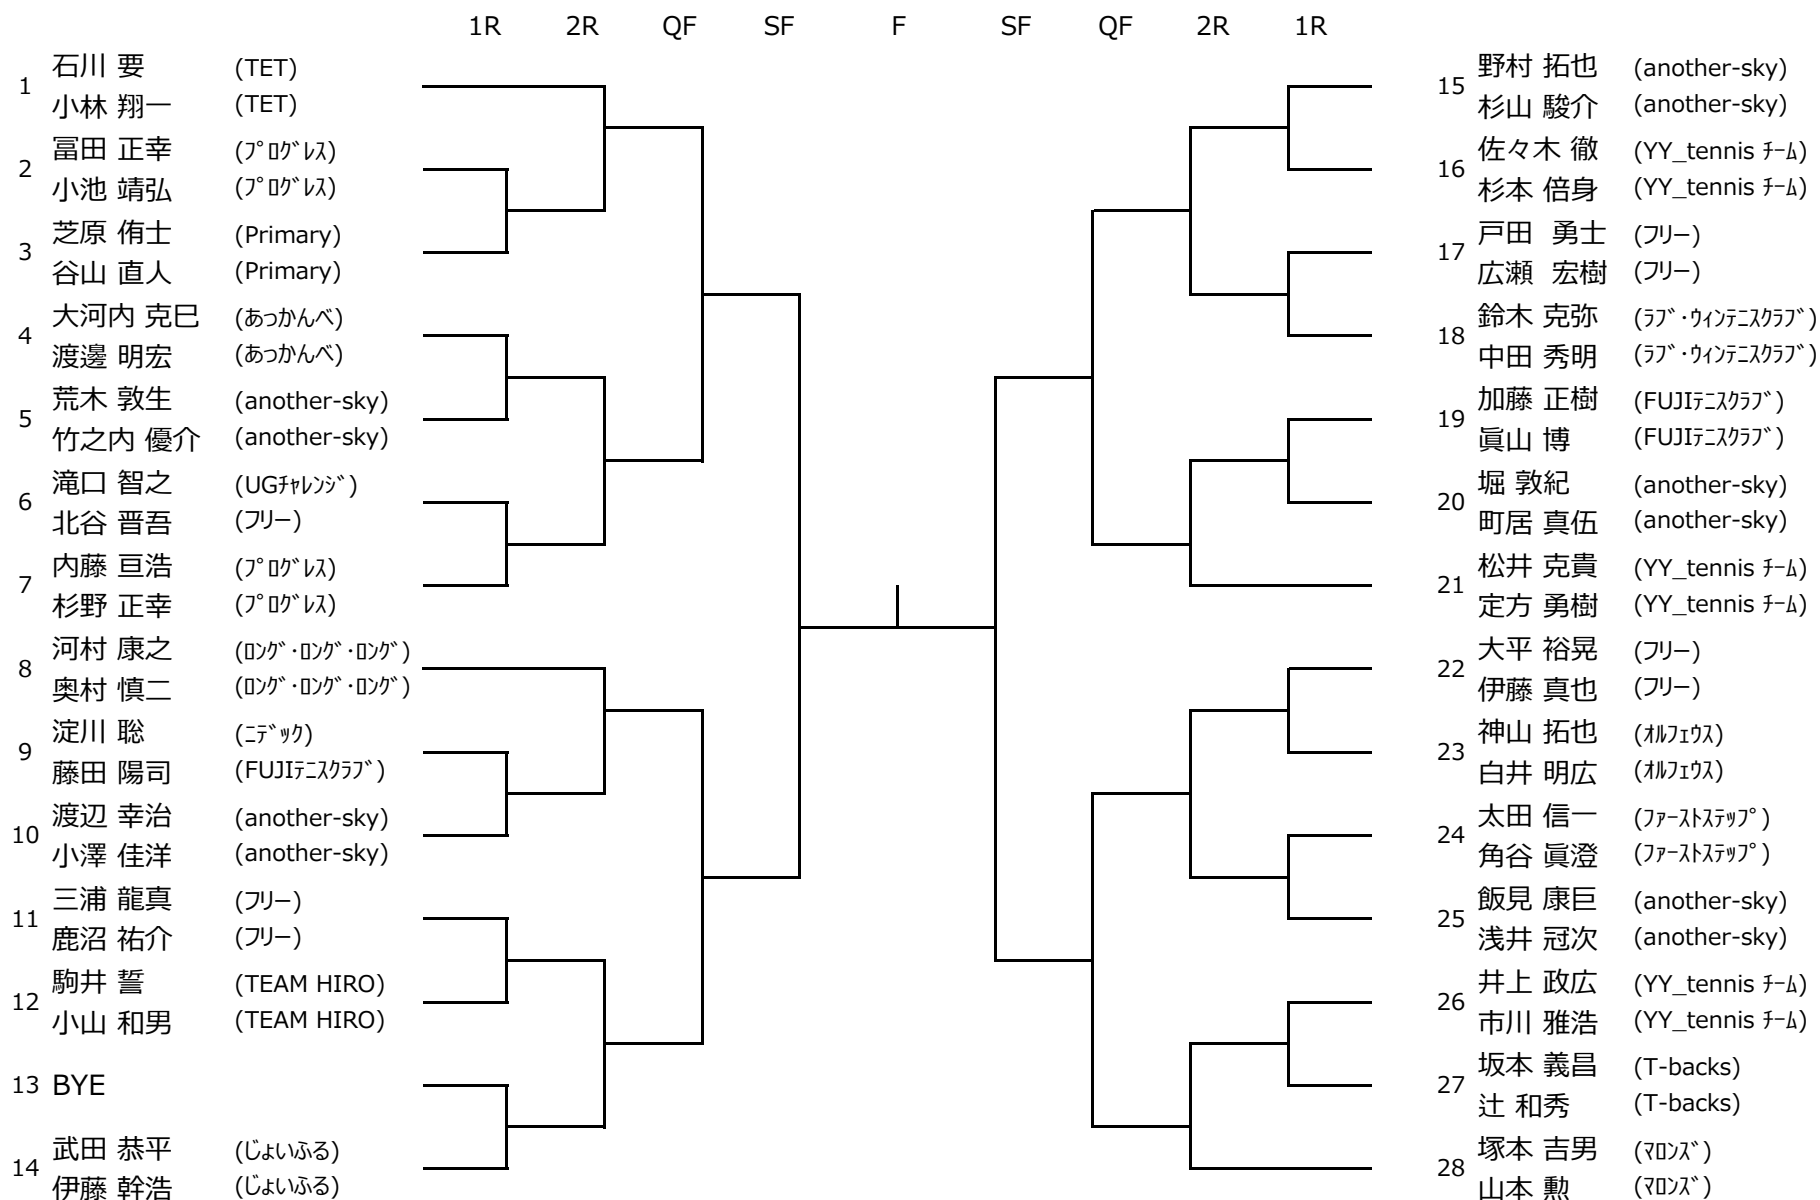 1R 2R QF SF F SF QF 2R 1R
石川 要 (TET)
1
小林 翔一 (TET)
冨田 正幸 (ﾌﾟﾛｸﾞﾚｽ)
2
小池 靖弘 (ﾌﾟﾛｸﾞﾚｽ)
芝原 侑士 (Primary)
3
谷山 直人 (Primary)
大河内 克巳 (あっかんべ)
4
渡邊 明宏 (あっかんべ)
荒木 敦生 (another-sky)
5
竹之内 優介 (another-sky)
滝口 智之 (UGﾁｬﾚﾝｼﾞ)
6
北谷 晋吾 (フリー)
内藤 亘浩 (ﾌﾟﾛｸﾞﾚｽ)
7
杉野 正幸 (ﾌﾟﾛｸﾞﾚｽ)
河村 康之 (ﾛﾝｸﾞ･ﾛﾝｸﾞ･ﾛﾝｸﾞ)
8
奥村 慎二 (ﾛﾝｸﾞ･ﾛﾝｸﾞ･ﾛﾝｸﾞ)
淀川 聡 (ﾆﾃﾞｯｸ)
9
藤田 陽司 (FUJIﾃﾆｽｸﾗﾌﾞ)
渡辺 幸治 (another-sky)
10
小澤 佳洋 (another-sky)
三浦 龍真 (フリー)
11
鹿沼 祐介 (フリー)
駒井 誓 (TEAM HIRO)
12
小山 和男 (TEAM HIRO)
13 BYE
武田 恭平 (じょいふる)
14
伊藤 幹浩 (じょいふる)
野村 拓也 (another-sky)
15
杉山 駿介 (another-sky)
佐々木 徹 (YY_tennis ﾁｰﾑ)
16
杉本 倍身 (YY_tennis ﾁｰﾑ)
戸田 勇士 (フリー)
17
広瀬 宏樹 (フリー)
鈴木 克弥 (ﾗﾌﾞ･ｳｨﾝﾃﾆｽｸﾗﾌﾞ)
18
中田 秀明 (ﾗﾌﾞ･ｳｨﾝﾃﾆｽｸﾗﾌﾞ)
加藤 正樹 (FUJIﾃﾆｽｸﾗﾌﾞ)
19
眞山 博 (FUJIﾃﾆｽｸﾗﾌﾞ)
堀 敦紀 (another-sky)
20
町居 真伍 (another-sky)
松井 克貴 (YY_tennis ﾁｰﾑ)
21
定方 勇樹 (YY_tennis ﾁｰﾑ)
大平 裕晃 (フリー)
22
伊藤 真也 (フリー)
神山 拓也 (ｵﾙﾌｪｳｽ)
23
白井 明広 (ｵﾙﾌｪｳｽ)
太田 信一 (ﾌｧｰｽﾄｽﾃｯﾌﾟ)
24
角谷 眞澄 (ﾌｧｰｽﾄｽﾃｯﾌﾟ)
飯見 康巨 (another-sky)
25
浅井 冠次 (another-sky)
井上 政広 (YY_tennis ﾁｰﾑ)
26
市川 雅浩 (YY_tennis ﾁｰﾑ)
坂本 義昌 (T-backs)
27
辻 和秀 (T-backs)
塚本 吉男 (ﾏﾛﾝｽﾞ)
28
山本 勲 (ﾏﾛﾝｽﾞ)